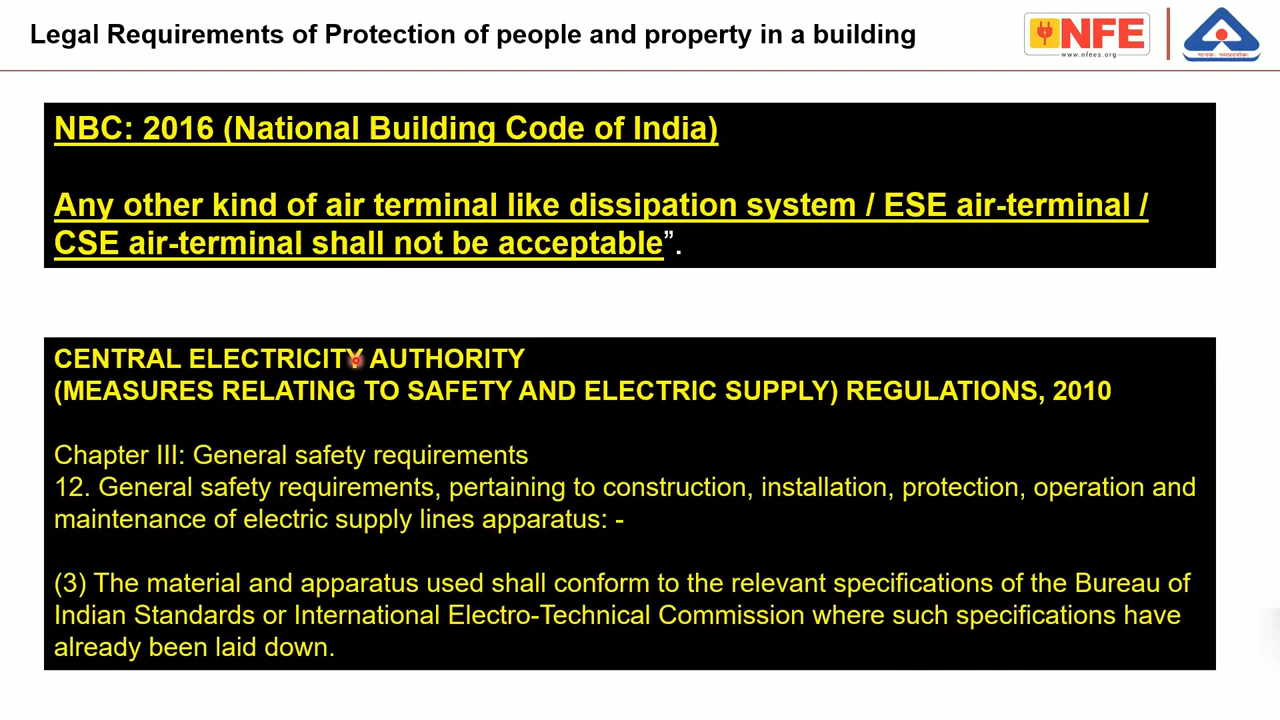 Legal Requirements of Protection of people and property in a building
NFE
www.nfees.org
NBC: 2016 (National Building Code of India)
Any other kind of air terminal like dissipation system / ESE air-terminal /
CSE air-terminal shall not be acceptable”.
CENTRAL ELECTRICITY AUTHORITY
(MEASURES RELATING TO SAFETY AND ELECTRIC SUPPLY) REGULATIONS, 2010
Chapter III: General safety requirements
12. General safety requirements, pertaining to construction, installation, protection, operation and
maintenance of electric supply lines apparatus: -
(3) The material and apparatus used shall conform to the relevant specifications of the Bureau of
Indian Standards or International Electro-Technical Commission where such specifications have
already been laid down.